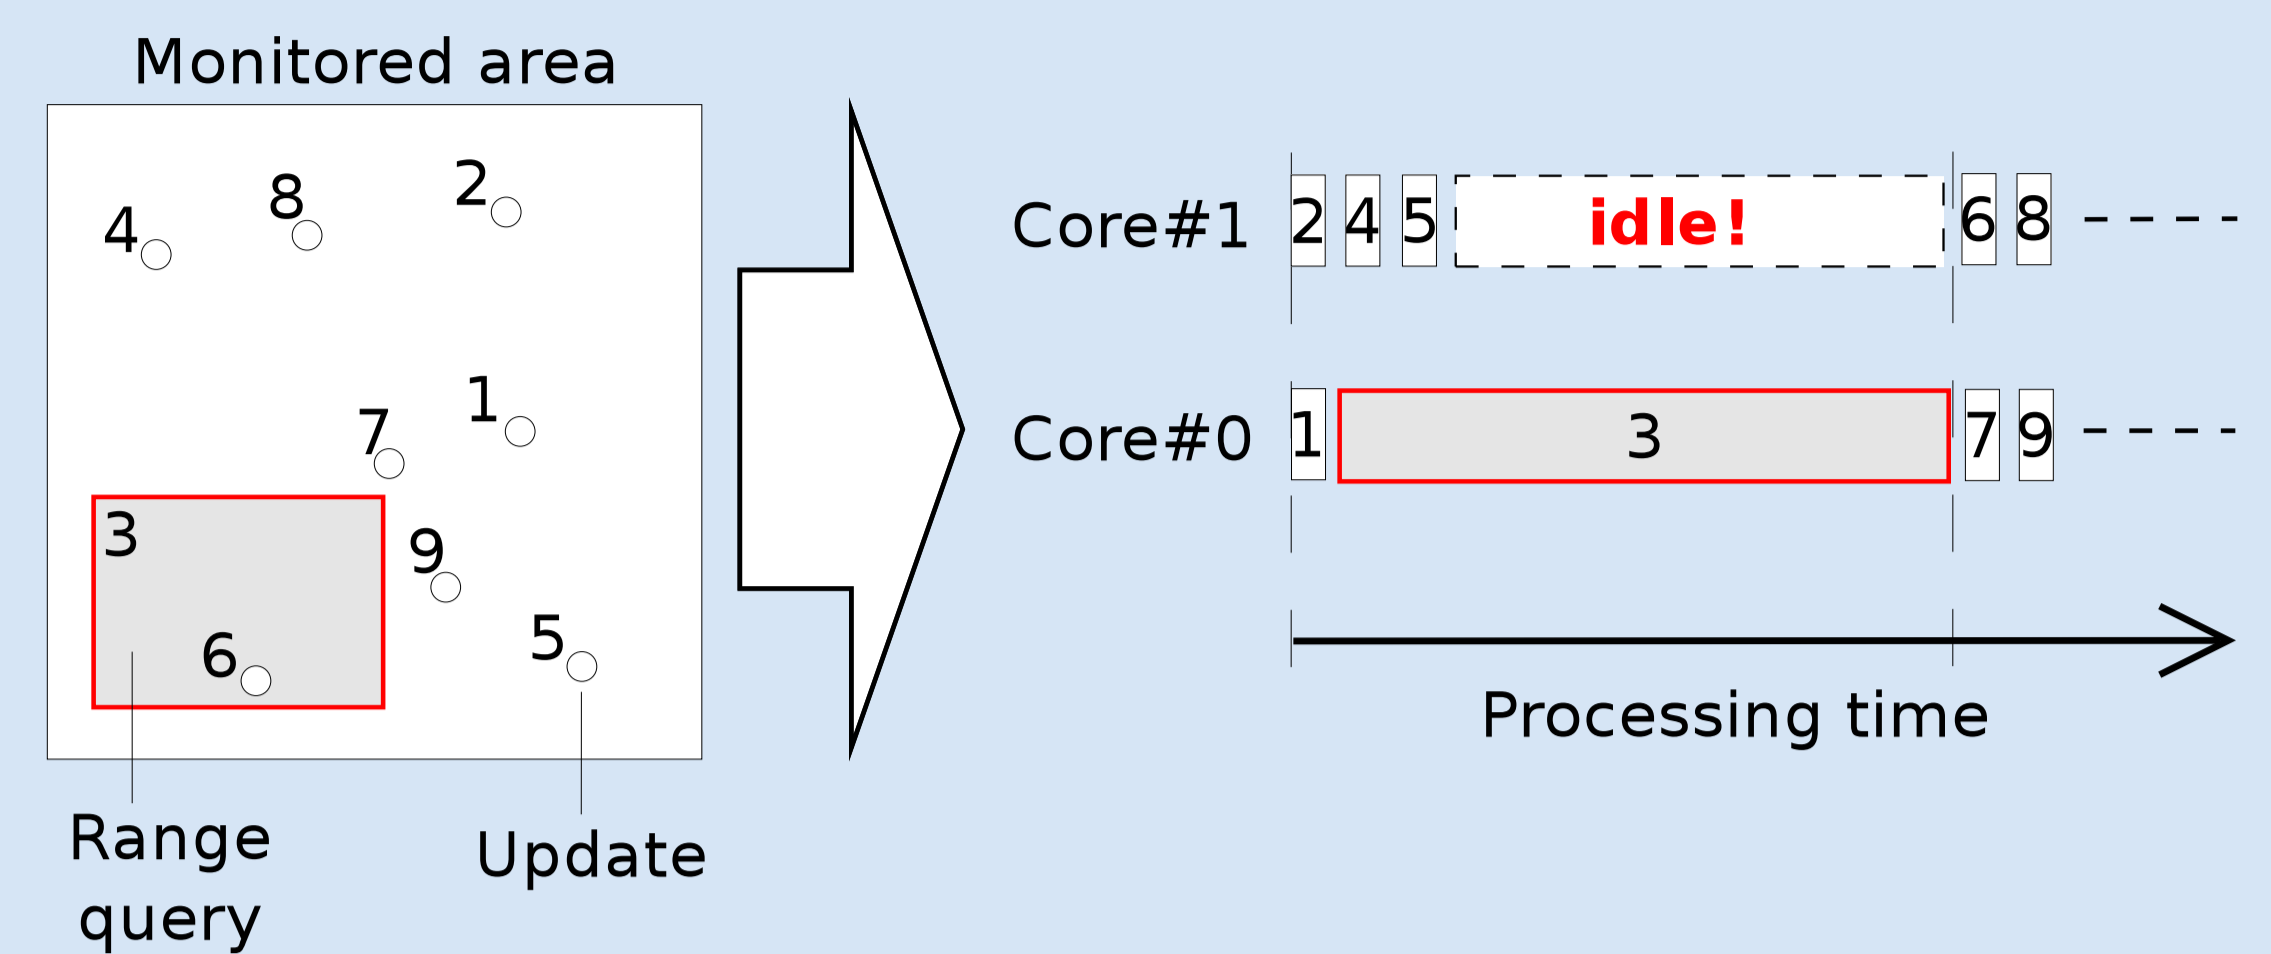 Monitored area
4
8
2
1
7
3
9
6
5
Range
query
Update
Core#1
2
4
5
idle!
6
8
Core#0
1
3
7
9
Processing time